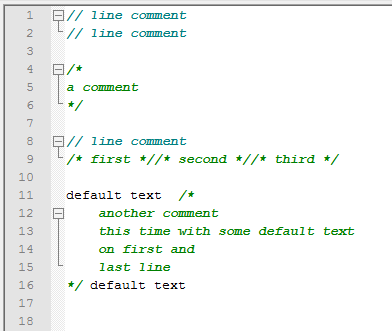 1 // line comment
2 // line comment
3
4 /*
5 a comment
6 */
7
8 // line comment
9 /* first *//* second *//* third */
10
11 default text  /*
12     another comment
13     this time with some default text
14     on first and
15     last line
16 */ default text
17
18